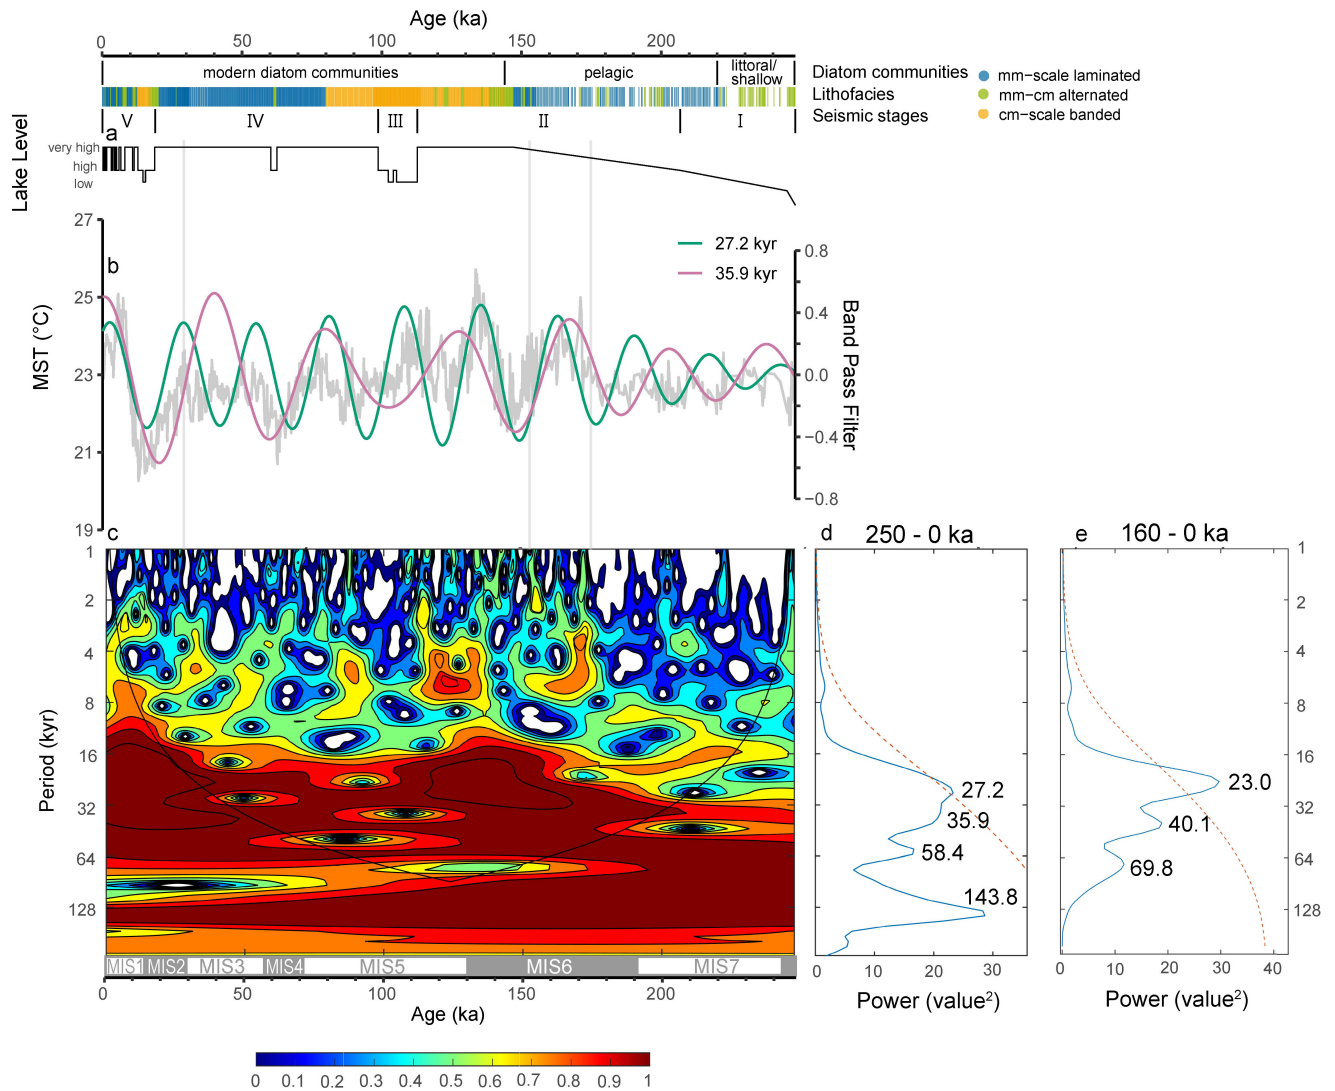 Age (ka)
0 50 100 150 200
modern diatom communities pelagic littoral/
shallow
Diatom communities
Lithofacies
Seismic stages
mm−scale laminated
mm−cm alternated
cm−scale banded
V IV III II I
a
Lake Level
very high
high
low
27
25
23
21
19
MST (°C)
b
27.2 kyr
35.9 kyr
0.8
0.4
0.0
−0.4
−0.8
Band Pass Filter
c
1
2
4
8
16
32
64
128
Period (kyr)
MIS1 MIS2 MIS3 MIS4 MIS5 MIS6 MIS7
0 50 100 150 200
Age (ka)
0 0.1 0.2 0.3 0.4 0.5 0.6 0.7 0.8 0.9 1
d 250 - 0 ka
2
4
8
16
32
64
128
27.2
35.9
58.4
143.8
0 10 20 30
Power (value²)
e 160 - 0 ka
1
2
4
8
16
32
64
128
23.0
40.1
69.8
0 10 20 30 40
Power (value²)